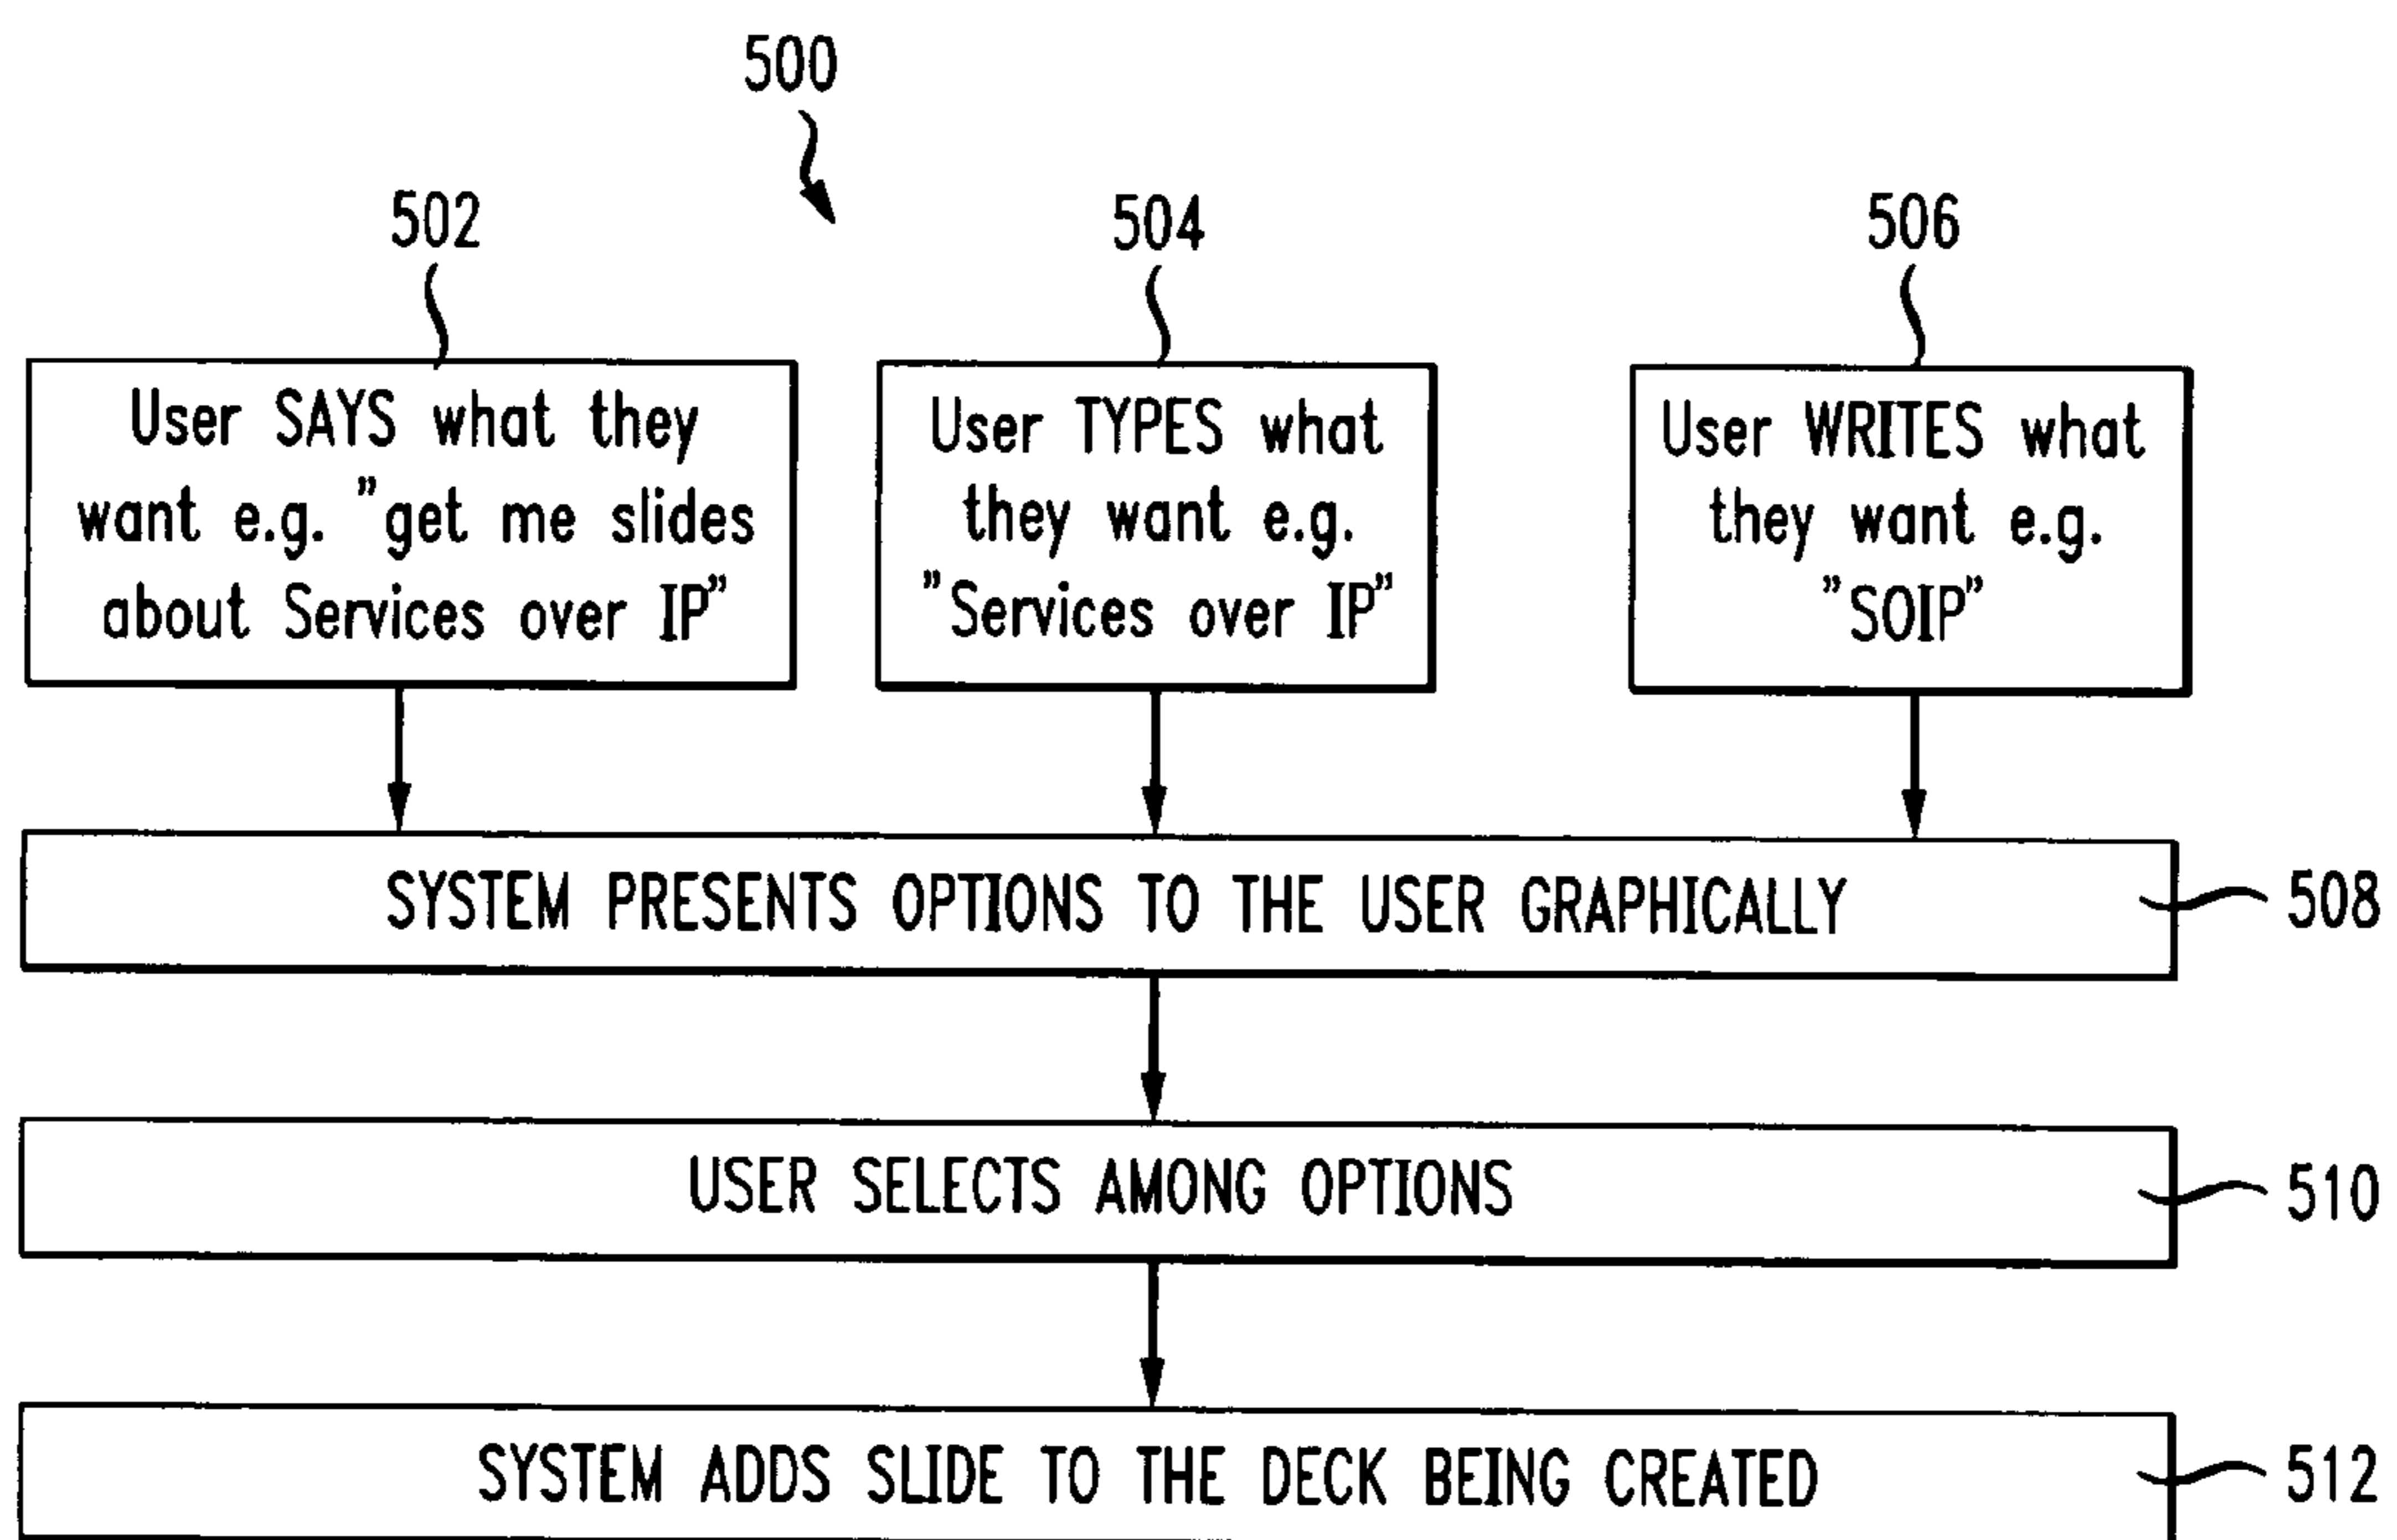 500
502
504
506
User SAYS what they
want e.g. "get me slides
about Services over IP"
User TYPES what
they want e.g.
"Services over IP"
User WRITES what
they want e.g.
"SOIP"
SYSTEM PRESENTS OPTIONS TO THE USER GRAPHICALLY
508
USER SELECTS AMONG OPTIONS
510
SYSTEM ADDS SLIDE TO THE DECK BEING CREATED
512